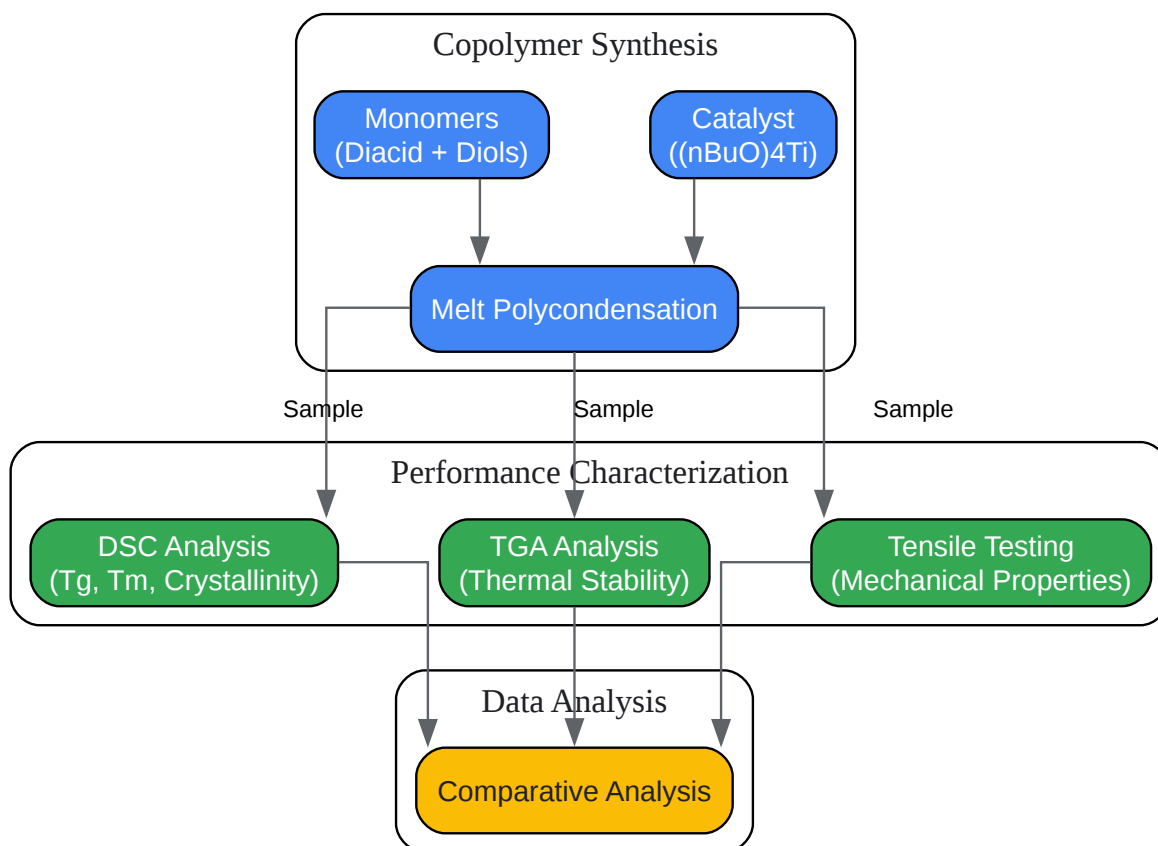 Copolymer Synthesis
Monomers
(Diacid + Diols)
Catalyst
((nBuO)4Ti)
Melt Polycondensation
Sample
Sample
Sample
Performance Characterization
DSC Analysis
(Tg, Tm, Crystallinity)
TGA Analysis
(Thermal Stability)
Tensile Testing
(Mechanical Properties)
Data Analysis
Comparative Analysis